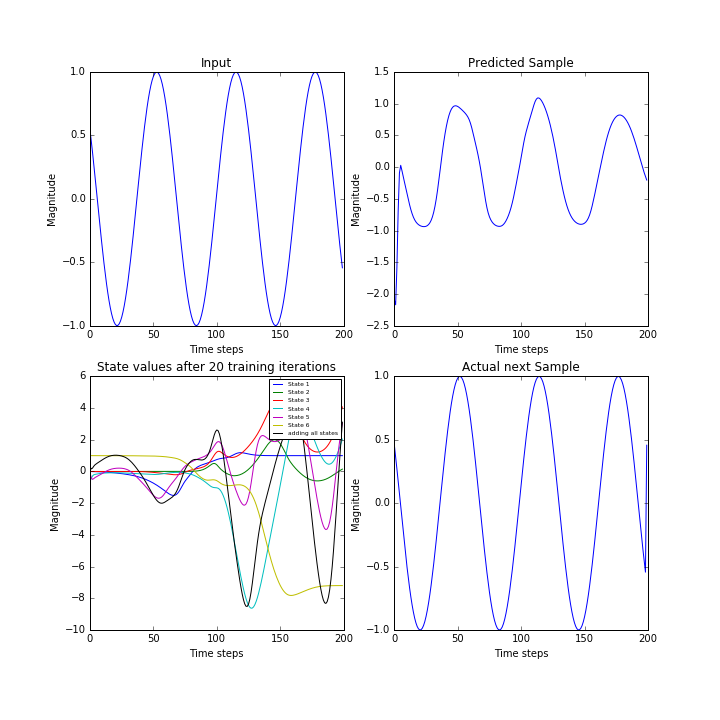 Input
1.0
0.5
0.0
−0.5
−1.0
Magnitude
0
50
100
150
200
Time steps
Predicted Sample
1.5
1.0
0.5
0.0
−0.5
−1.0
−1.5
−2.0
−2.5
Magnitude
0
50
100
150
200
Time steps
State values after 20 training iterations
6
4
2
0
−2
−4
−6
−8
−10
Magnitude
State 1
State 2
State 3
State 4
State 5
State 6
adding all states
0
50
100
150
200
Time steps
Actual next Sample
1.0
0.5
0.0
−0.5
−1.0
Magnitude
0
50
100
150
200
Time steps